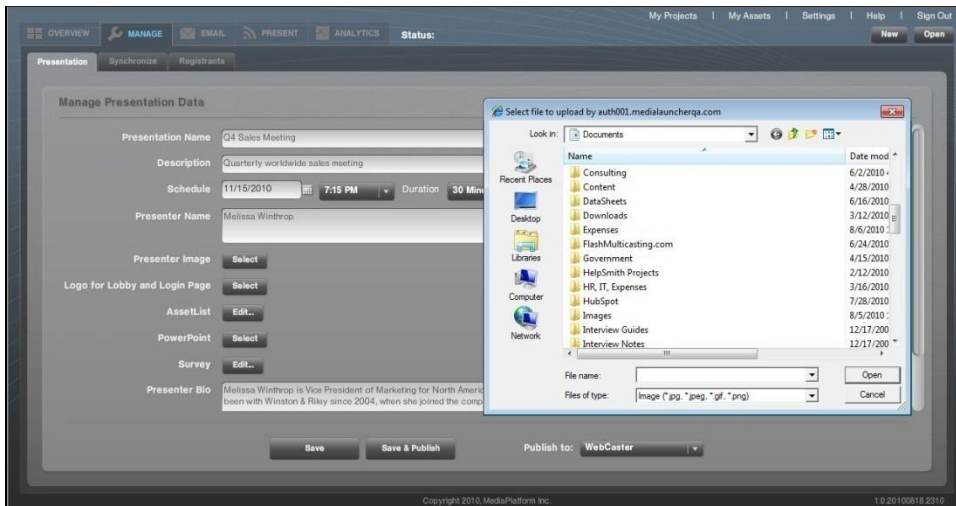 My Projects | My Assets | Settings | Help | Sign Out
OVERVIEW MANAGE EMAIL PRESENT ANALYTICS Status: New Open
Presentation Synchronize Registrants
Manage Presentation Data
Presentation Name Q4 Sales Meeting
Description Quarterly worldwide sales meeting
Schedule 11/15/2010 7:15 PM Duration 30
Presenter Name Melissa Winthrop
Presenter Image Select
Logo for Lobby and Login Page Select
AssetList Edit...
PowerPoint Select
Survey Edit...
Presenter Bio Melissa Winthrop is Vice President of Marketing for North
been with Winston & Riley since 2004, when she joined the
Save Save & Publish Publish to: WebCaster
Select file to upload by auth001.medialauncherqa.com
Look in: Documents
Recent Places
Desktop
Libraries
Computer
Network
Name Date mod
Consulting 6/2/2010
Content 4/28/2010
DataSheets 6/16/2010
Downloads 3/12/2010
Expenses 8/6/2010
FlashMulticasting.com 6/24/2010
Government 4/15/2010
HelpSmith Projects 2/12/2010
HR, IT, Expenses 3/16/2010
HubSpot 7/28/2010
Images 8/5/2010
Interview Guides 12/17/200
Interview Notes 12/17/200
File name: Open
Files of type: Image (*.jpg, *.jpeg, *.gif, *.png) Cancel
Copyright 2010, MediaPlatform Inc. 1.0.20100818.2310